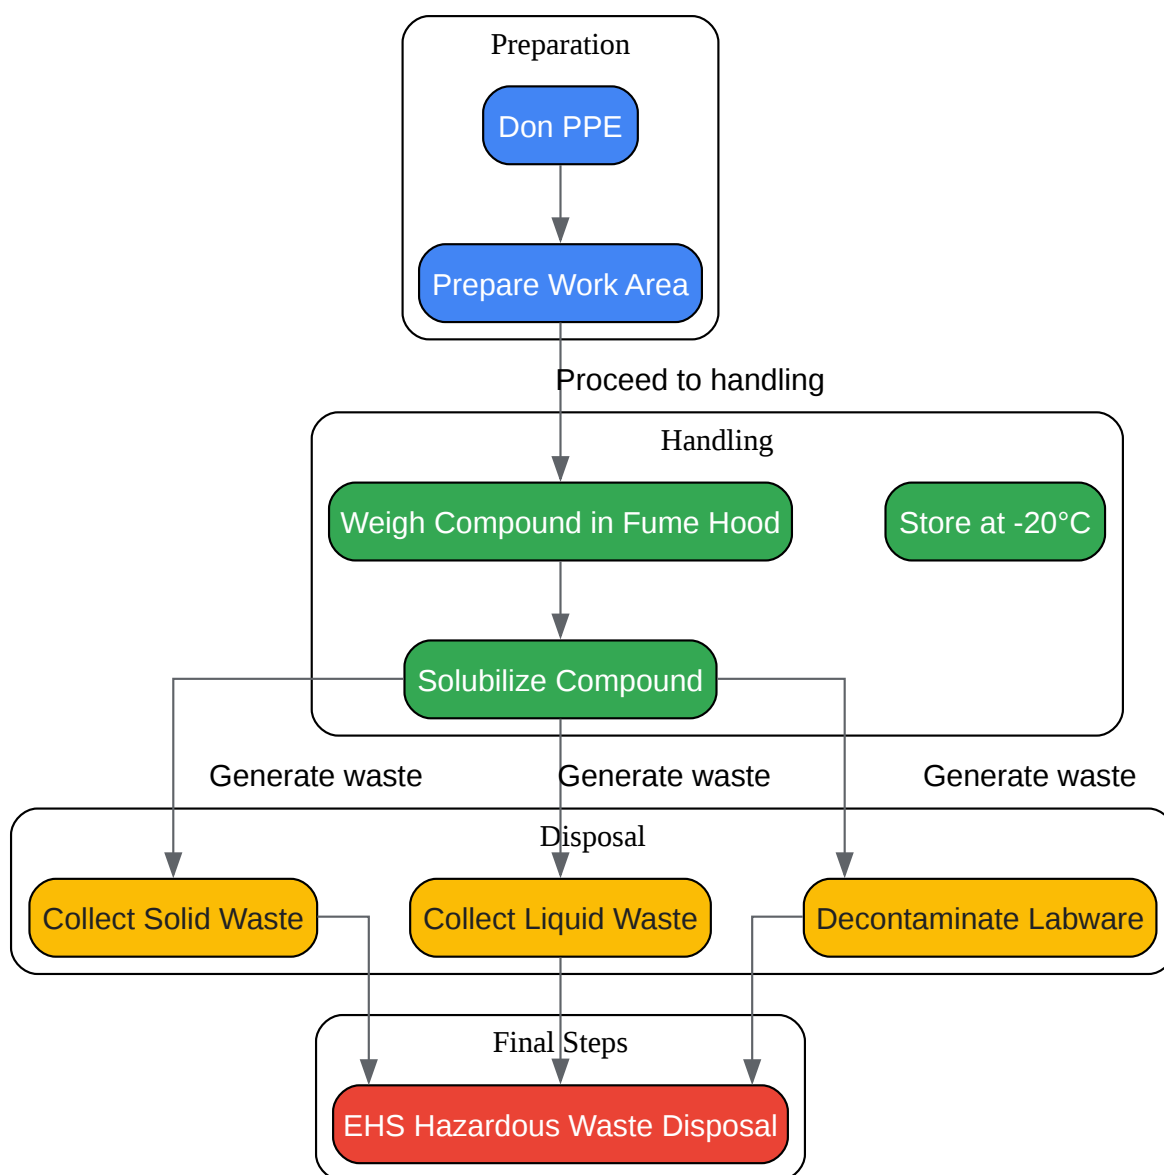 Preparation
Don PPE
Prepare Work Area
Proceed to handling
Handling
Weigh Compound in Fume Hood
Store at -20°C
Solubilize Compound
Generate waste
Generate waste
Generate waste
Disposal
Collect Solid Waste
Collect Liquid Waste
Decontaminate Labware
Final Steps
EHS Hazardous Waste Disposal